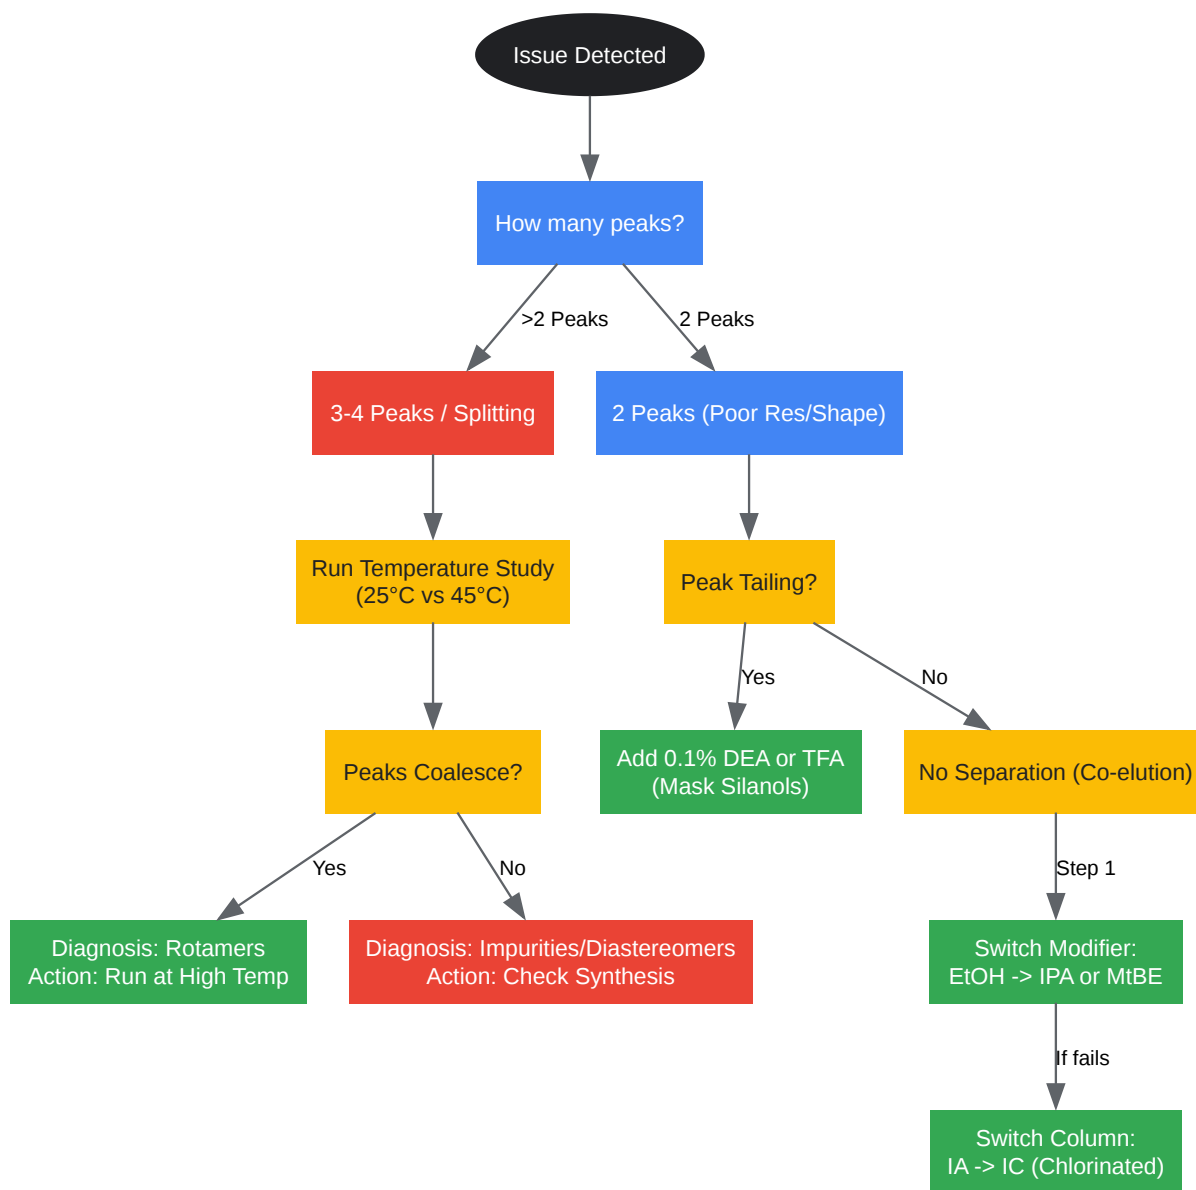 Issue Detected
How many peaks?
>2 Peaks
2 Peaks
3-4 Peaks / Splitting
2 Peaks (Poor Res/Shape)
Run Temperature Study
(25°C vs 45°C)
Peak Tailing?
Yes
No
Peaks Coalesce?
Add 0.1% DEA or TFA
(Mask Silanols)
No Separation (Co-elution)
Yes
No
Step 1
Diagnosis: Rotamers
Action: Run at High Temp
Diagnosis: Impurities/Diastereomers
Action: Check Synthesis
Switch Modifier:
EtOH -> IPA or MtBE
If fails
Switch Column:
IA -> IC (Chlorinated)